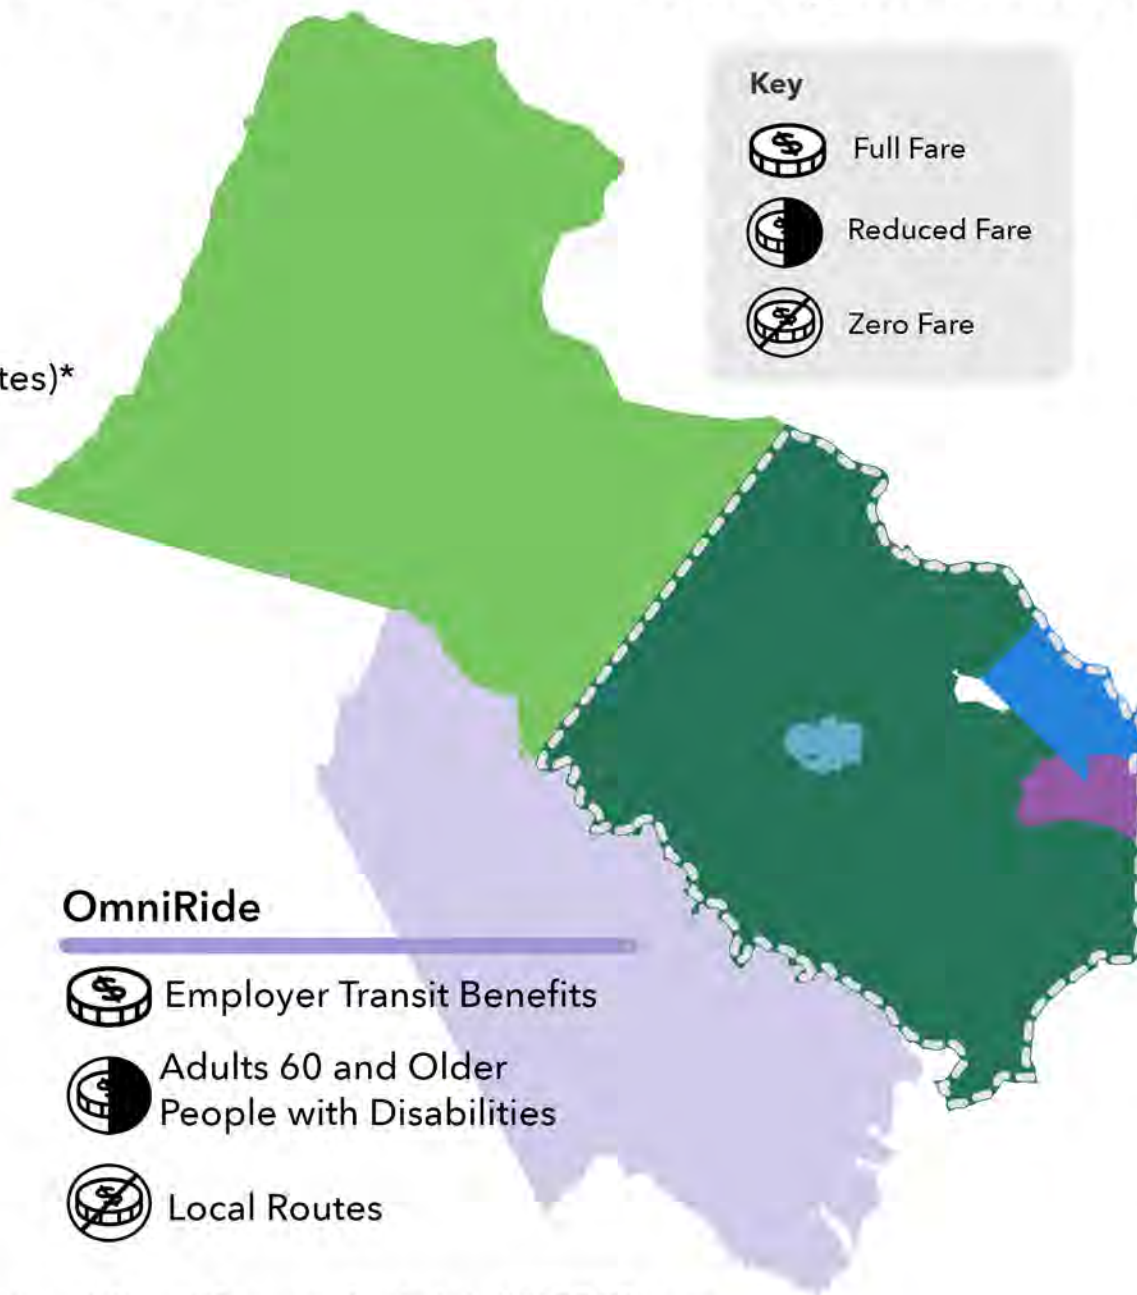 Key
Full Fare
Reduced Fare
Zero Fare
tes)*
OmniRide
Employer Transit Benefits
Adults 60 and Older
People with Disabilities
Local Routes